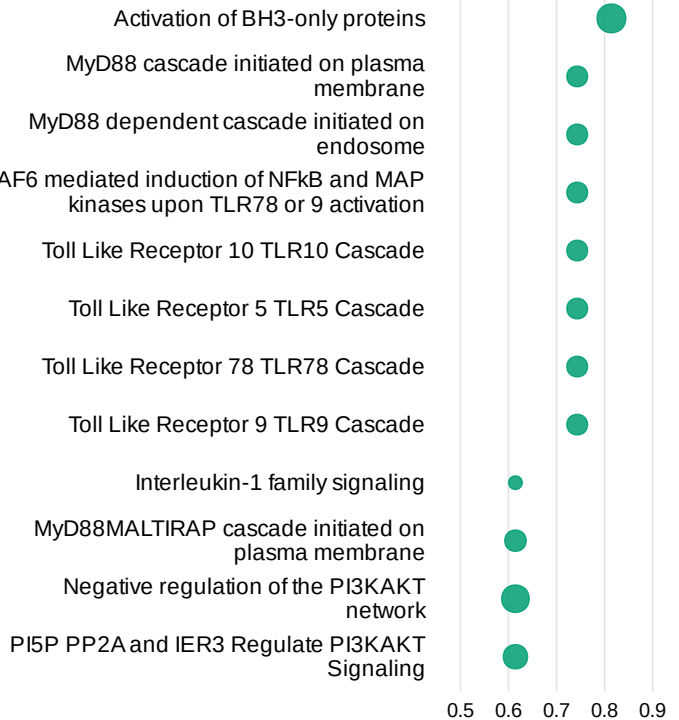 Activation of BH3-only proteins
MyD88 cascade initiated on plasma
membrane
MyD88 dependent cascade initiated on
endosome
AF6 mediated induction of NFkB and MAP
kinases upon TLR78 or 9 activation
Toll Like Receptor 10 TLR10 Cascade
Toll Like Receptor 5 TLR5 Cascade
Toll Like Receptor 78 TLR78 Cascade
Toll Like Receptor 9 TLR9 Cascade
Interleukin-1 family signaling
MyD88MALTIRAP cascade initiated on
plasma membrane
Negative regulation of the PI3KAKT
network
PI5P PP2A and IER3 Regulate PI3KAKT
Signaling
0.5 0.6 0.7 0.8 0.9